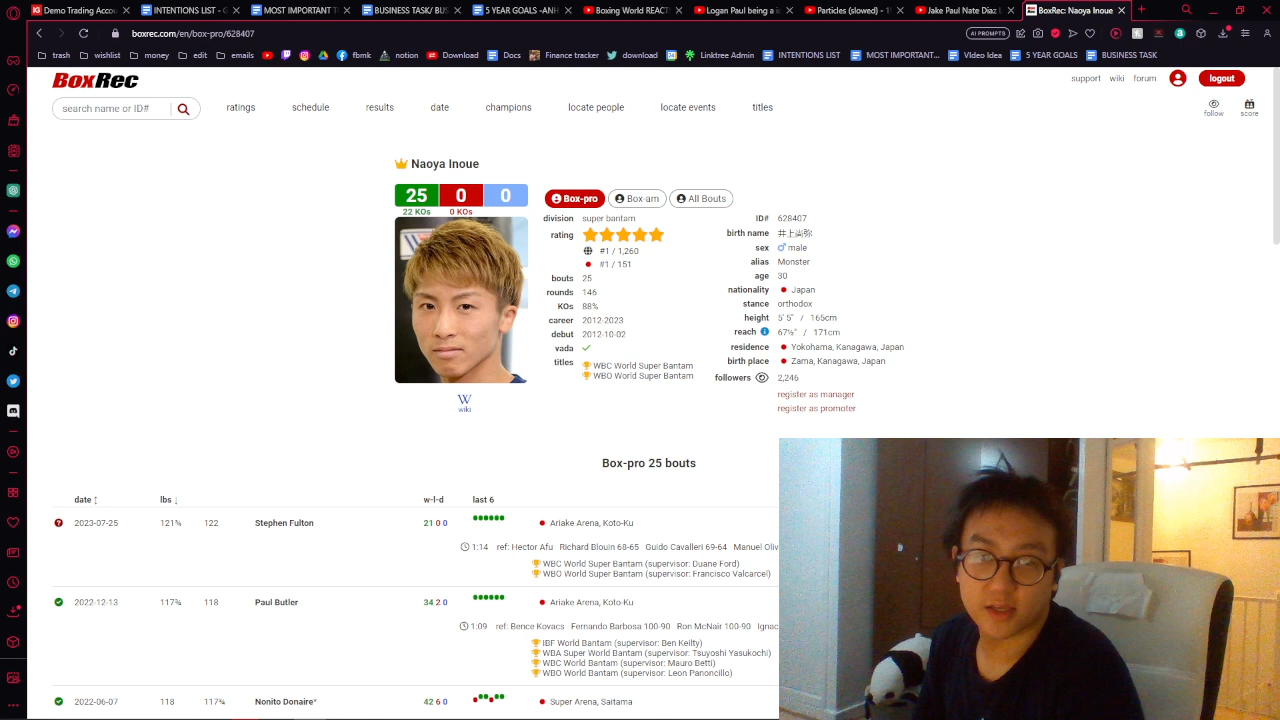 Demo Trading Accou
INTENTIONS LIST - G
MOST IMPORTANT T
BUSINESS TASK/ BUS
5 YEAR GOALS -ANH
Boxing World REACT
Logan Paul being a i
Particles (slowed) - 1
Jake Paul Nate Diaz L
BoxRec: Naoya Inoue
boxrec.com/en/box-pro/628407
AI PROMPTS
trash wishlist money edit emails fbmk notion Download Docs Finance tracker download Linktree Admin INTENTIONS LIST MOST IMPORTANT... VIdeo Idea 5 YEAR GOALS BUSINESS TASK
BoxRec
support wiki forum logout
search name or ID#
ratings schedule results date champions locate people locate events titles
follow score
Naoya Inoue
25 0 0
22 KOs 0 KOs
Box-pro Box-am All Bouts
division super bantam
rating
#1 / 1,260
#1 / 151
bouts 25
rounds 146
KOs 88%
career 2012-2023
debut 2012-10-02
vada
titles WBC World Super Bantam
WBO World Super Bantam
ID# 628407
birth name 井上尚弥
sex ♂ male
alias Monster
age 30
nationality Japan
stance orthodox
height 5′ 5″ / 165cm
reach 67½″ / 171cm
residence Yokohama, Kanagawa, Japan
birth place Zama, Kanagawa, Japan
followers 2,246
register as manager
register as promoter
W
wiki
Box-pro 25 bouts
date lbs w-l-d last 6
2023-07-25 121¾ 122 Stephen Fulton 21 0 0 Ariake Arena, Koto-Ku
1:14 ref: Hector Afu Richard Blouin 68-65 Guido Cavalleri 69-64 Manuel Oliv
WBC World Super Bantam (supervisor: Duane Ford)
WBO World Super Bantam (supervisor: Francisco Valcarcel)
2022-12-13 117¾ 118 Paul Butler 34 2 0 Ariake Arena, Koto-Ku
1:09 ref: Bence Kovacs Fernando Barbosa 100-90 Ron McNair 100-90 Ignac
IBF World Bantam (supervisor: Ben Keilty)
WBA Super World Bantam (supervisor: Tsuyoshi Yasukochi)
WBC World Bantam (supervisor: Mauro Betti)
WBO World Bantam (supervisor: Leon Panoncillo)
2022-06-07 118 117¾ Nonito Donaire* 42 6 0 Super Arena, Saitama